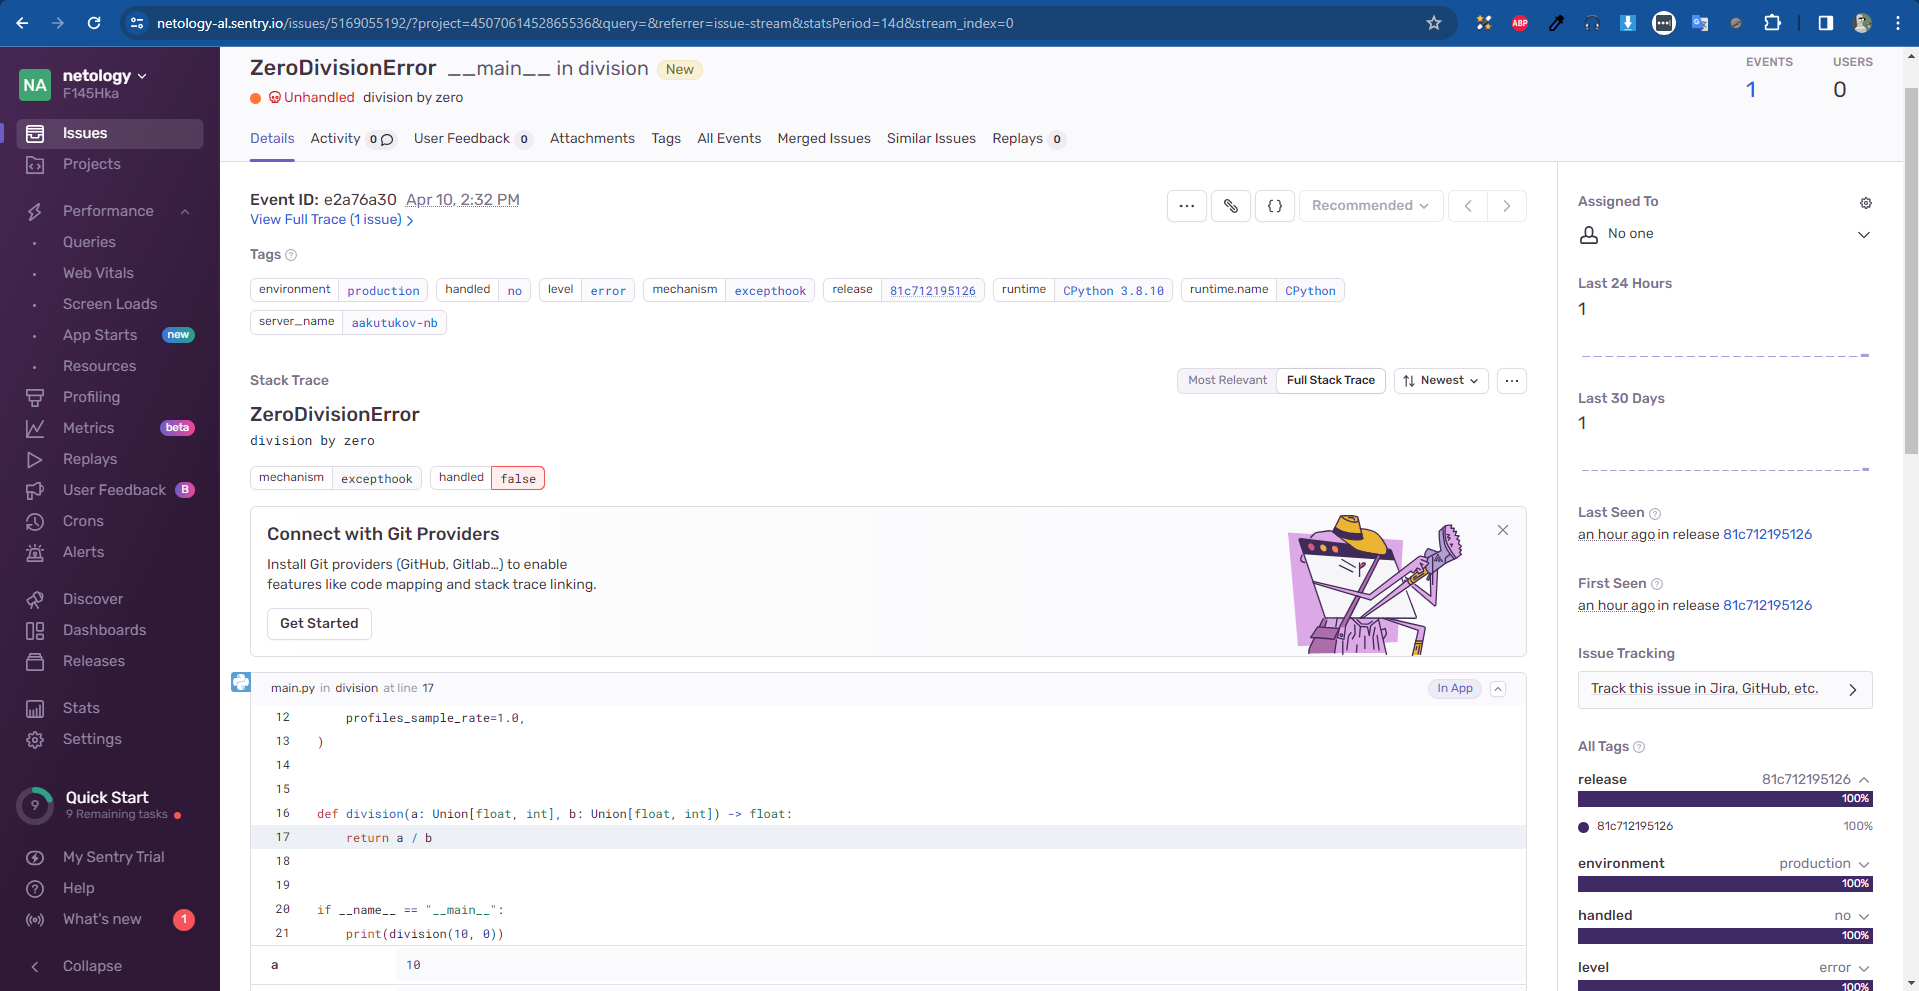 netology-al.sentry.io/issues/5169055192/?project=4507061452865536&query=&referrer=issue-stream&statsPeriod=14d&stream_index=0
ABP
NA
netology
F145Hka
Issues
Projects
Performance
Queries
Web Vitals
Screen Loads
App Starts new
Resources
Profiling
Metrics beta
Replays
User Feedback B
Crons
Alerts
Discover
Dashboards
Releases
Stats
Settings
9
Quick Start
9 Remaining tasks
My Sentry Trial
Help
What's new 1
Collapse
ZeroDivisionError __main__ in division New
Unhandled division by zero
EVENTS
1
USERS
0
Details Activity 0 User Feedback 0 Attachments Tags All Events Merged Issues Similar Issues Replays 0
Event ID: e2a76a30 Apr 10, 2:32 PM
View Full Trace (1 issue)
... {} Recommended
Tags ?
environment production handled no level error mechanism excepthook release 81c712195126 runtime CPython 3.8.10 runtime.name CPython
server_name aakutukov-nb
Stack Trace
Most Relevant Full Stack Trace Newest ...
ZeroDivisionError
division by zero
mechanism excepthook handled false
Connect with Git Providers
Install Git providers (GitHub, Gitlab…) to enable
features like code mapping and stack trace linking.
Get Started
main.py in division at line 17 In App
12 profiles_sample_rate=1.0,
13 )
14
15
16 def division(a: Union[float, int], b: Union[float, int]) -> float:
17 return a / b
18
19
20 if __name__ == "__main__":
21 print(division(10, 0))
a 10
Assigned To
No one
Last 24 Hours
1
Last 30 Days
1
Last Seen ?
an hour ago in release 81c712195126
First Seen ?
an hour ago in release 81c712195126
Issue Tracking
Track this issue in Jira, GitHub, etc.
All Tags ?
release 81c712195126
100%
81c712195126 100%
environment production
100%
handled no
100%
level error
100%